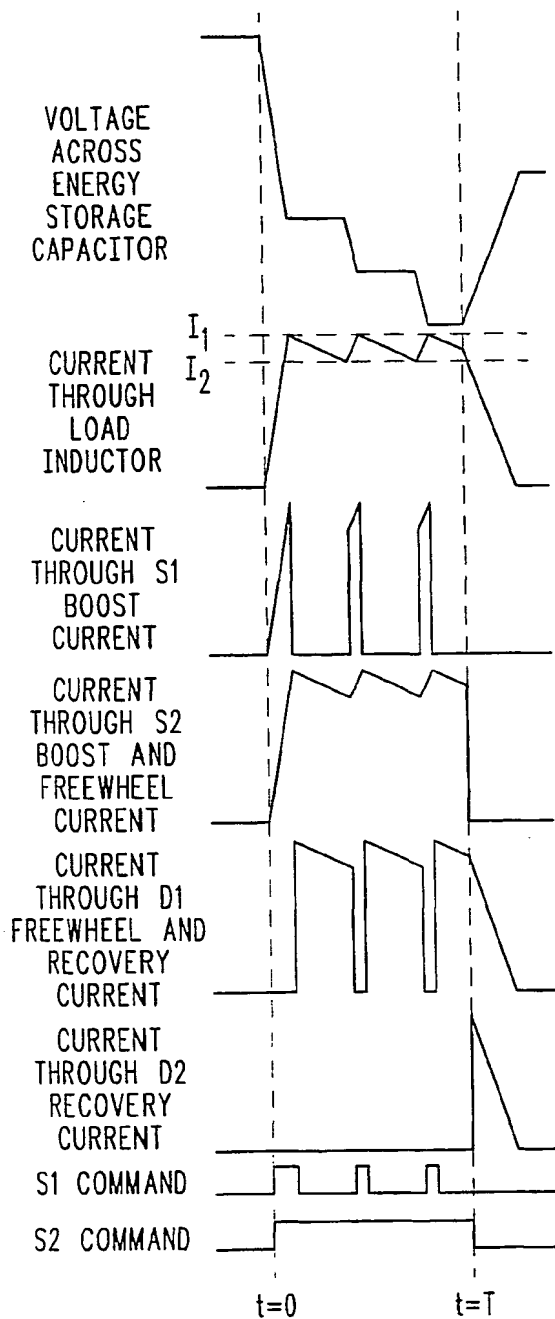 VOLTAGE
ACROSS
ENERGY
STORAGE
CAPACITOR
I1
CURRENT
THROUGH
LOAD
INDUCTOR
I2
CURRENT
THROUGH S1
BOOST
CURRENT
CURRENT
THROUGH S2
BOOST AND
FREEWHEEL
CURRENT
CURRENT
THROUGH D1
FREEWHEEL AND
RECOVERY
CURRENT
CURRENT
THROUGH D2
RECOVERY
CURRENT
S1 COMMAND
S2 COMMAND
t=0
t=T